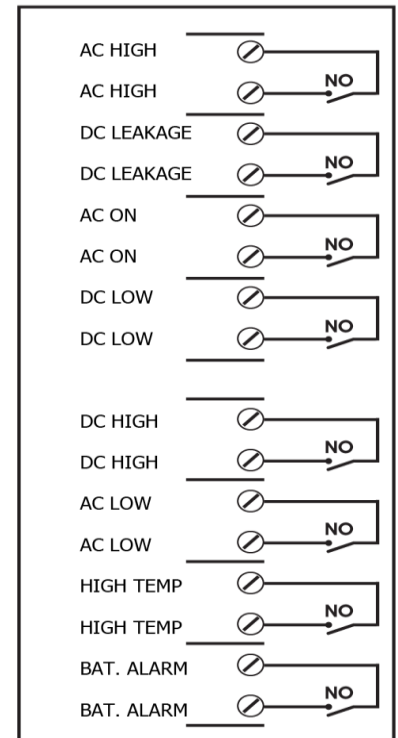 AC HIGH
AC HIGH NO
DC LEAKAGE
DC LEAKAGE NO
AC ON
AC ON NO
DC LOW
DC LOW NO
DC HIGH
DC HIGH NO
AC LOW
AC LOW NO
HIGH TEMP
HIGH TEMP NO
BAT. ALARM
BAT. ALARM NO